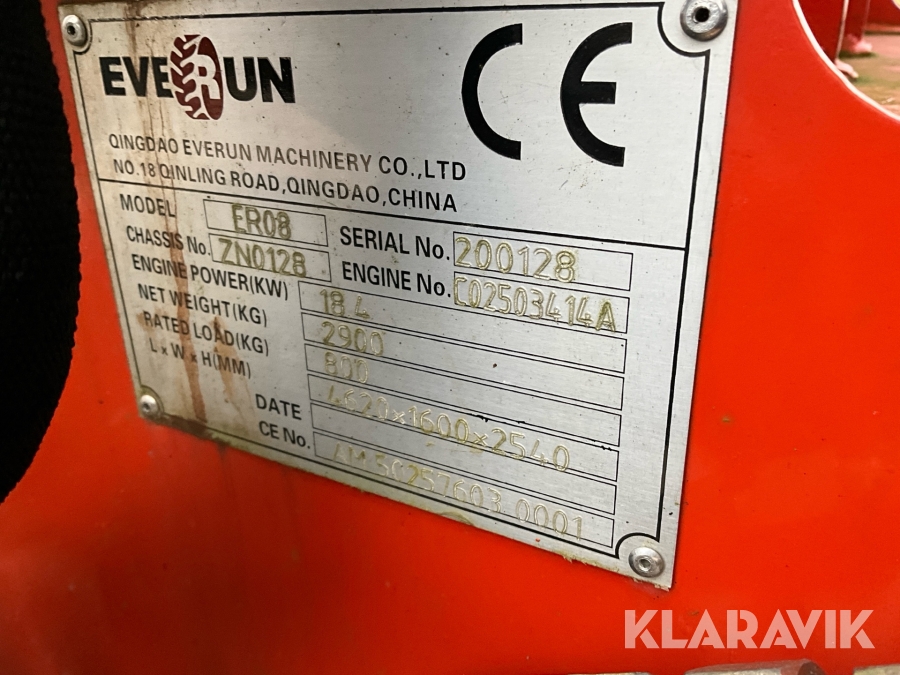 EVERUN
CE
QINGDAO EVERUN MACHINERY CO.,LTD
NO.18 QINLING ROAD,QINGDAO,CHINA
MODEL ER08
CHASSIS No. ZN0128 SERIAL No. 200128
ENGINE POWER(KW) 18.4 ENGINE No. C02503414A
NET WEIGHT(KG) 2900
RATED LOAD(KG) 800
L x W x H(MM) 4620x1600x2540
DATE
CE No. 0001
KLARAVIK